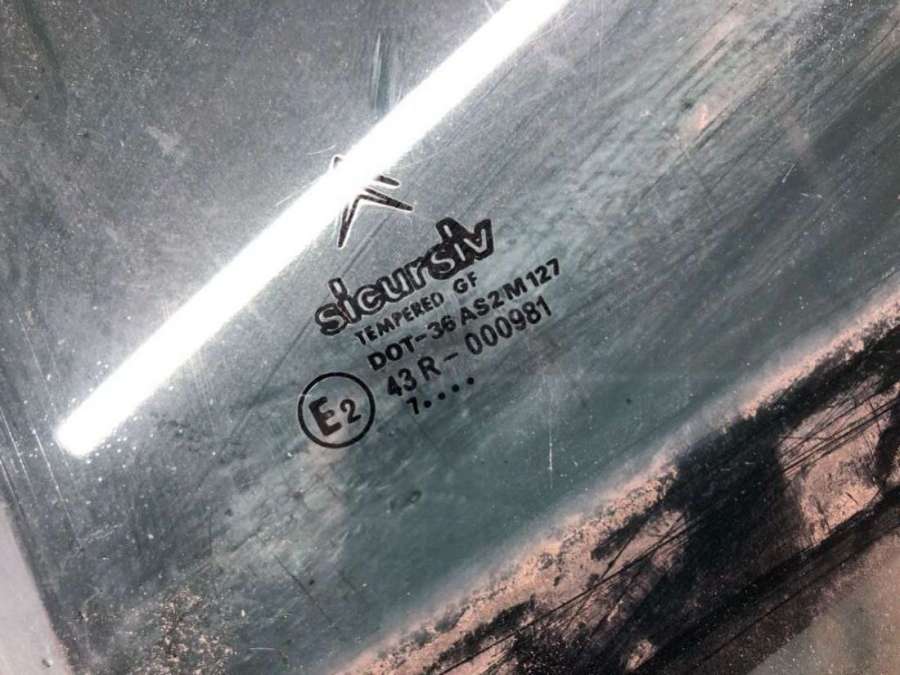 sicursiv
TEMPERED GF
DOT-36 AS2 M127
43 R - 000981
E2
7....